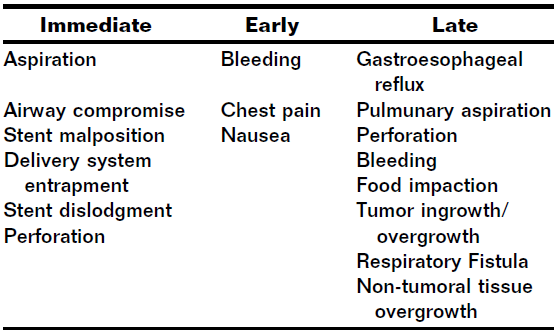 Immediate Early Late
Aspiration Bleeding Gastroesophageal
reflux
Airway compromise Chest pain Pulmunary aspiration
Stent malposition Nausea Perforation
Delivery system Bleeding
entrapment Food impaction
Stent dislodgment Tumor ingrowth/
Perforation overgrowth
Respiratory Fistula
Non-tumoral tissue
overgrowth